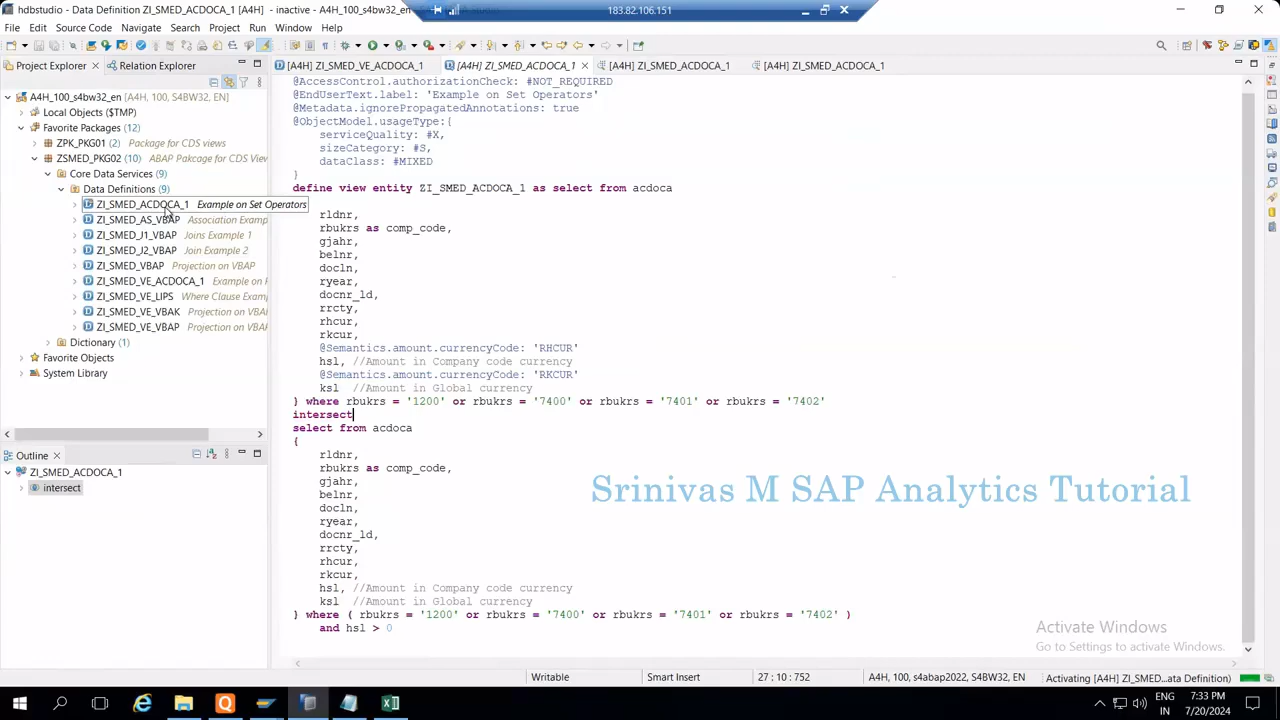 hdbstudio - Data Definition ZI_SMED_ACDOCA_1 [A4H] - inactive - A4H_100_s4bw32_en
183.82.106.151
File Edit Source Code Navigate Search Project Run Window Help
Project Explorer
Relation Explorer
[A4H] ZI_SMED_VE_ACDOCA_1
[A4H] ZI_SMED_ACDOCA_1
[A4H] ZI_SMED_ACDOCA_1
[A4H] ZI_SMED_ACDOCA_1
A4H_100_s4bw32_en [A4H, 100, S4BW32, EN]
Local Objects ($TMP)
Favorite Packages (12)
ZPK_PKG01 (2) Package for CDS views
ZSMED_PKG02 (10) ABAP Pakcage for CDS View
Core Data Services (9)
Data Definitions (9)
ZI_SMED_ACDOCA_1 Example on Set Operators
ZI_SMED_AS_VBAP Association Examp
ZI_SMED_J1_VBAP Joins Example 1
ZI_SMED_J2_VBAP Join Example 2
ZI_SMED_VBAP Projection on VBAP
ZI_SMED_VE_ACDOCA_1 Example on
ZI_SMED_VE_LIPS Where Clause Exam
ZI_SMED_VE_VBAK Projection on VBA
ZI_SMED_VE_VBAP Projection on VBA
Dictionary (1)
Favorite Objects
System Library
Outline
ZI_SMED_ACDOCA_1
intersect
@AccessControl.authorizationCheck: #NOT_REQUIRED
@EndUserText.label: 'Example on Set Operators'
@Metadata.ignorePropagatedAnnotations: true
@ObjectModel.usageType:{
serviceQuality: #X,
sizeCategory: #S,
dataClass: #MIXED
}
define view entity ZI_SMED_ACDOCA_1 as select from acdoca
rldnr,
rbukrs as comp_code,
gjahr,
belnr,
docln,
ryear,
docnr_ld,
rrcty,
rhcur,
rkcur,
@Semantics.amount.currencyCode: 'RHCUR'
hsl, //Amount in Company code currency
@Semantics.amount.currencyCode: 'RKCUR'
ksl //Amount in Global currency
} where rbukrs = '1200' or rbukrs = '7400' or rbukrs = '7401' or rbukrs = '7402'
intersect
select from acdoca
{
rldnr,
rbukrs as comp_code,
gjahr,
belnr,
docln,
ryear,
docnr_ld,
rrcty,
rhcur,
rkcur,
hsl, //Amount in Company code currency
ksl //Amount in Global currency
} where ( rbukrs = '1200' or rbukrs = '7400' or rbukrs = '7401' or rbukrs = '7402' )
and hsl > 0
Srinivas M SAP Analytics Tutorial
Activate Windows
Go to Settings to activate Windows.
Writable
Smart Insert
27 : 10 : 752
A4H, 100, s4abap2022, S4BW32, EN
Activating [A4H] ZI_SMED...ata Definition)
ENG
IN
7:33 PM
7/20/2024